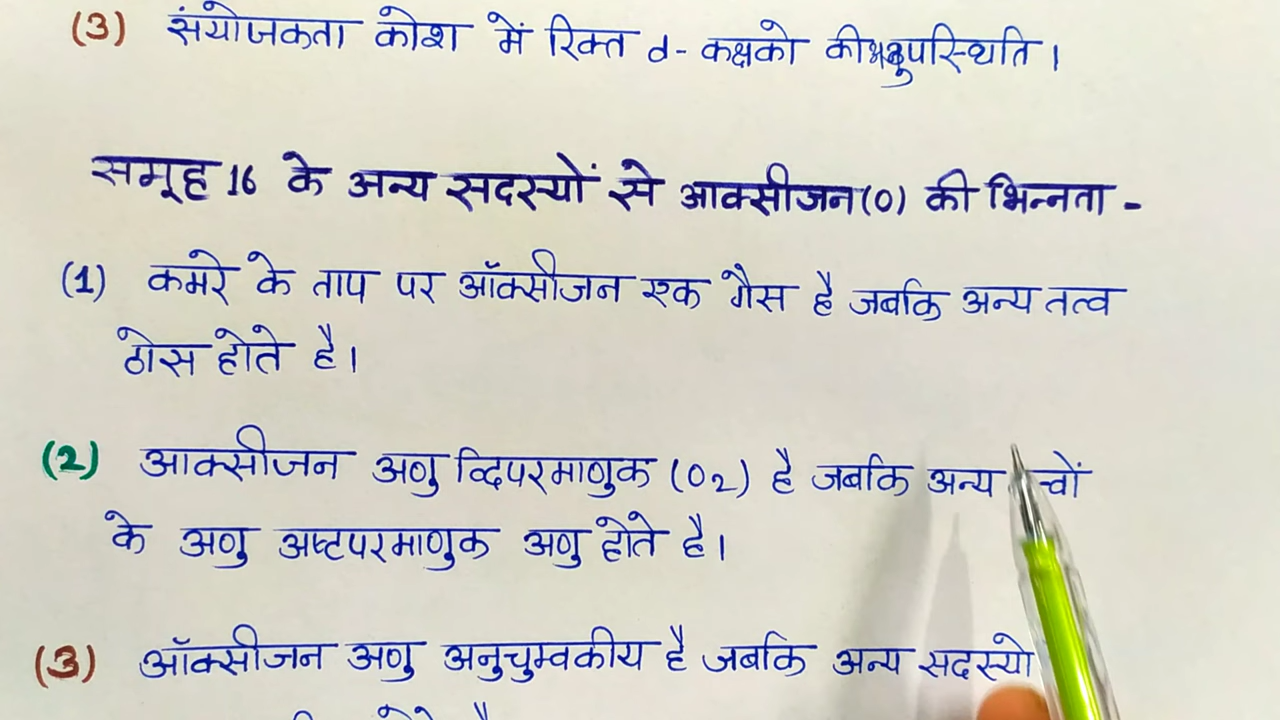 (3) संयोजकता कोश में रिक्त d- कक्षको की अनुपस्थिति।
समूह 16 के अन्य सदस्यों से आक्सीजन(O) की भिन्नता -
(1) कमरे के ताप पर ऑक्सीजन एक गैस है जबकि अन्य तत्व
ठोस होते है।
(2) आक्सीजन अणु द्विपरमाणुक (O2) है जबकि अन्य
के अणु अष्टपरमाणुक अणु होते है।
(3) ऑक्सीजन अणु अनुचुम्वकीय है जबकि अन्य सदस्यो